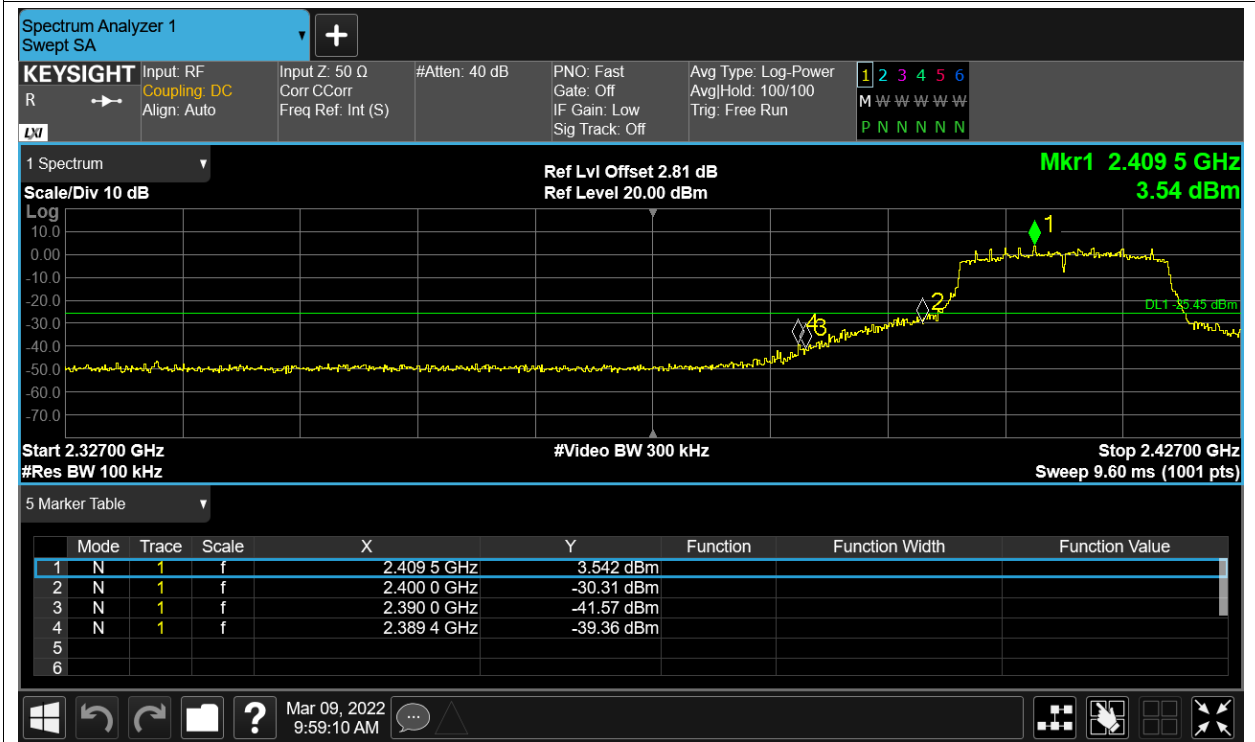 Spectrum Analyzer 1
Swept SA
KEYSIGHT
R
LXI
Input: RF
Coupling: DC
Align: Auto
Input Z: 50 Ω
Corr CCorr
Freq Ref: Int (S)
#Atten: 40 dB
PNO: Fast
Gate: Off
IF Gain: Low
Sig Track: Off
Avg Type: Log-Power
Avg|Hold: 100/100
Trig: Free Run
1 2 3 4 5 6
M W W W W W
P N N N N N
1 Spectrum
Scale/Div 10 dB
Ref Lvl Offset 2.81 dB
Ref Level 20.00 dBm
Mkr1 2.409 5 GHz
3.54 dBm
Log
10.0
0.00
-10.0
-20.0
-30.0
-40.0
-50.0
-60.0
-70.0
1
2
4 3
DL1 -25.45 dBm
Start 2.32700 GHz
#Res BW 100 kHz
#Video BW 300 kHz
Stop 2.42700 GHz
Sweep 9.60 ms (1001 pts)
5 Marker Table
Mode Trace Scale X Y Function Function Width Function Value
1 N 1 f 2.409 5 GHz 3.542 dBm
2 N 1 f 2.400 0 GHz -30.31 dBm
3 N 1 f 2.390 0 GHz -41.57 dBm
4 N 1 f 2.389 4 GHz -39.36 dBm
5
6
?
Mar 09, 2022
9:59:10 AM